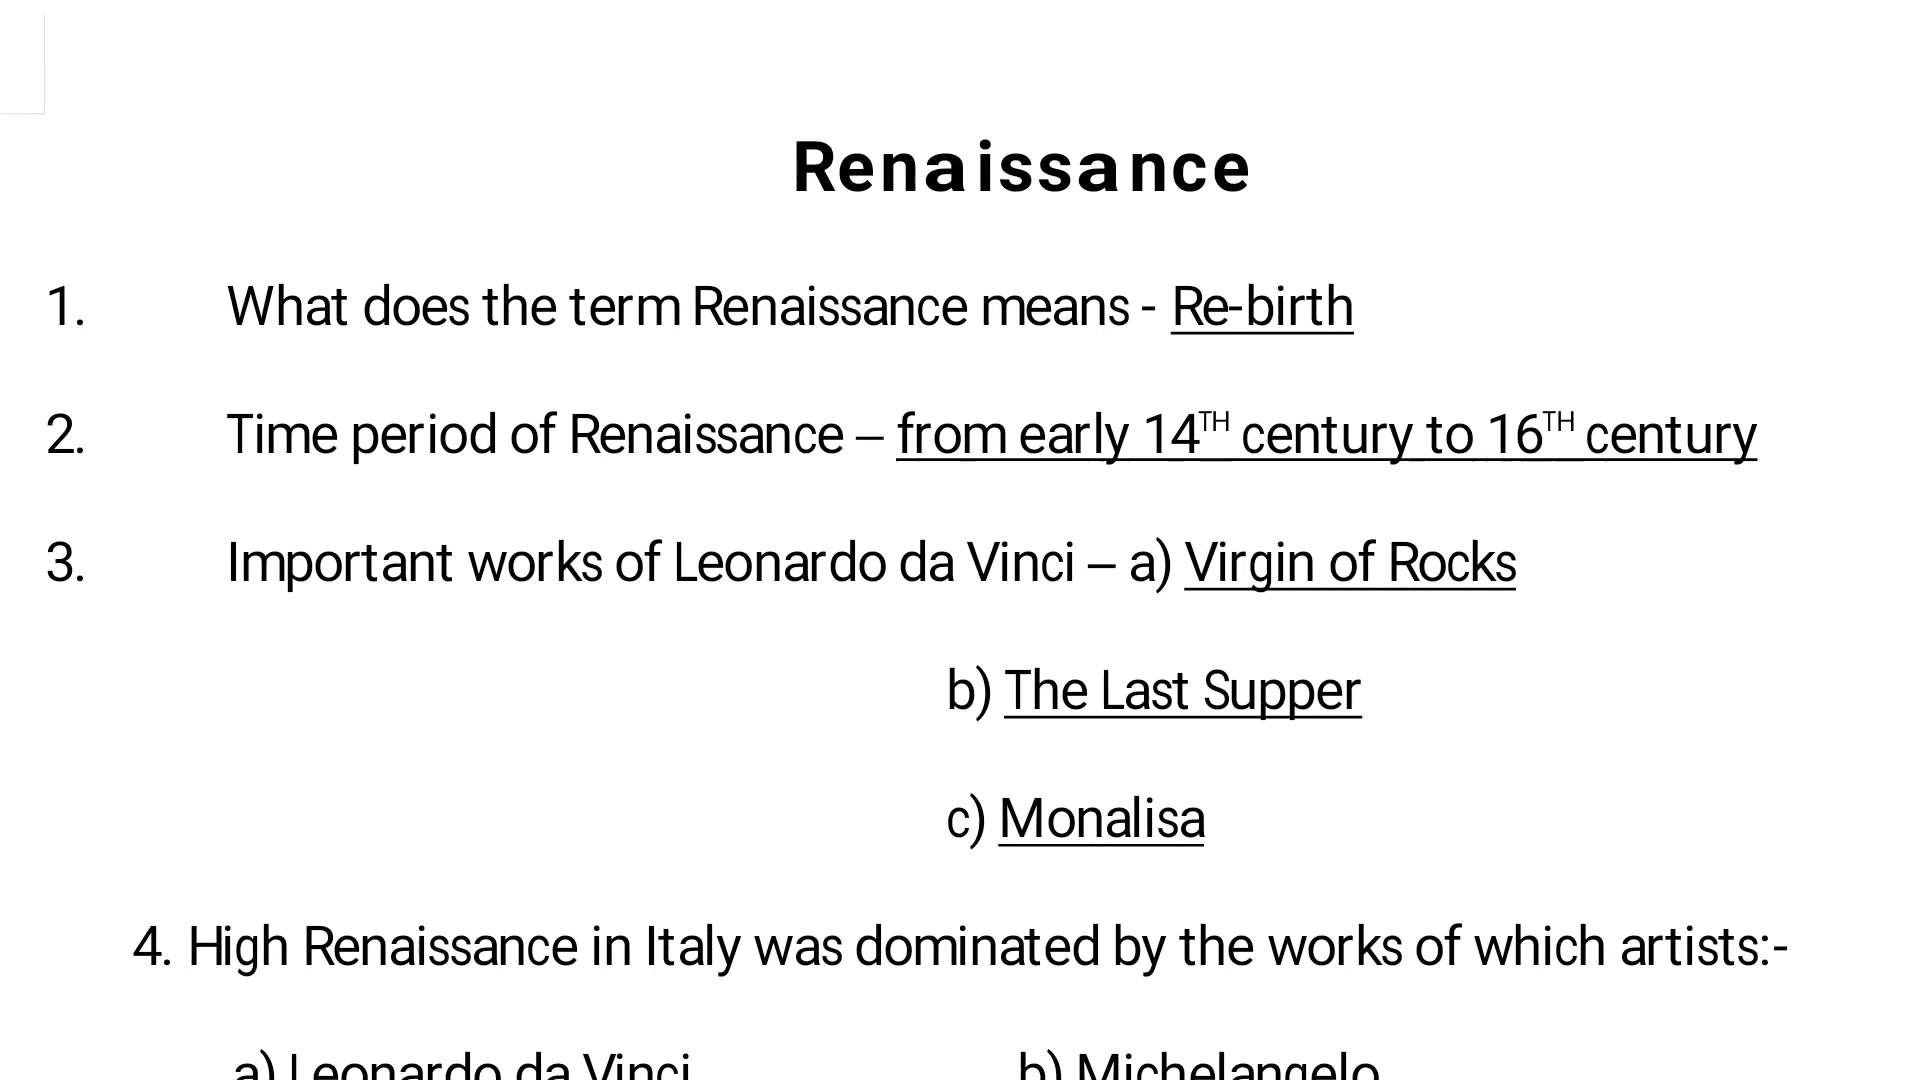 Renaissance
1. What does the term Renaissance means - Re-birth
2. Time period of Renaissance – from early 14TH century to 16TH century
3. Important works of Leonardo da Vinci – a) Virgin of Rocks
b) The Last Supper
c) Monalisa
4. High Renaissance in Italy was dominated by the works of which artists:-
a) Leonardo da Vinci b) Michelangelo